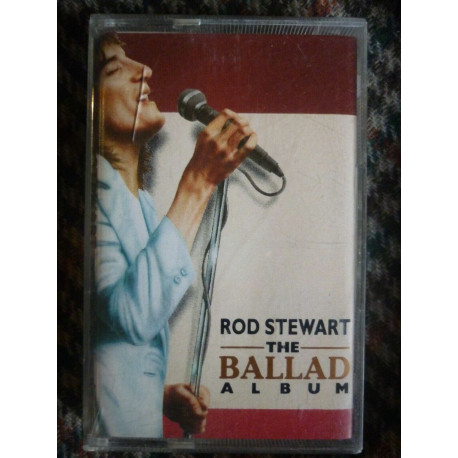 ROD STEWART
THE
BALLAD
ALBUM